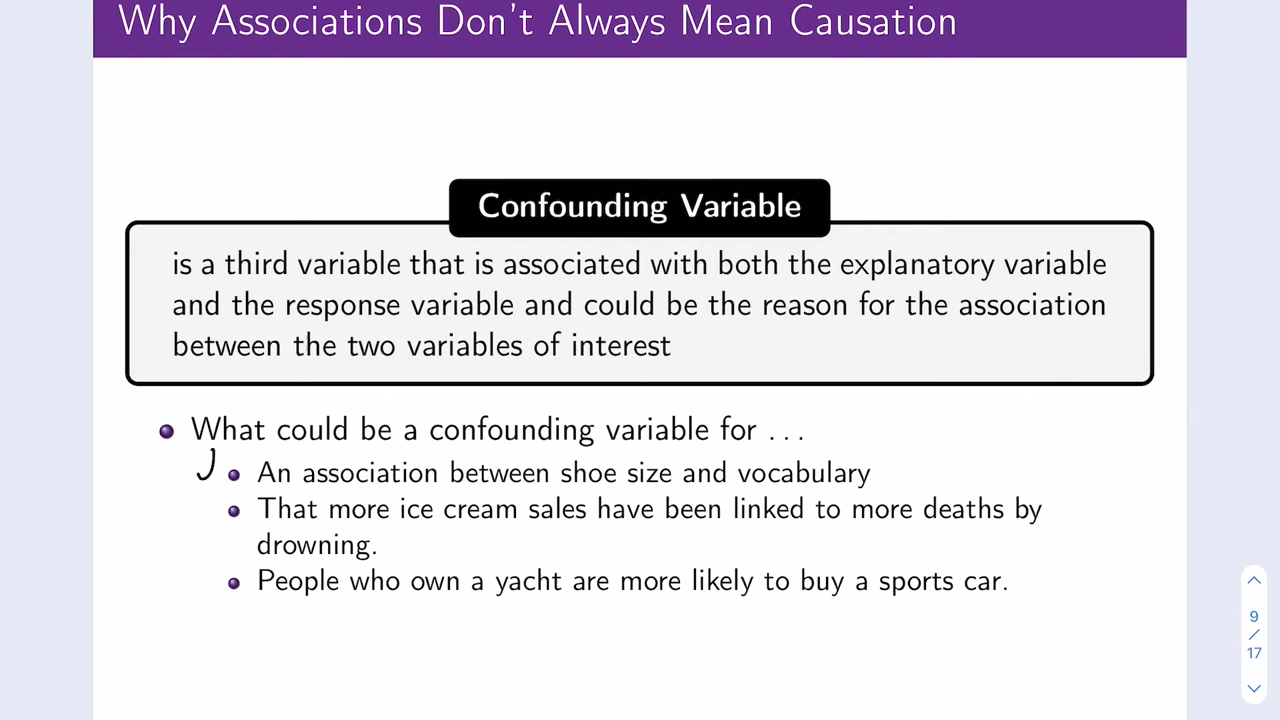 Why Associations Don't Always Mean Causation
Confounding Variable
is a third variable that is associated with both the explanatory variable
and the response variable and could be the reason for the association
between the two variables of interest
What could be a confounding variable for ...
An association between shoe size and vocabulary
That more ice cream sales have been linked to more deaths by
drowning.
People who own a yacht are more likely to buy a sports car.
9
/
17